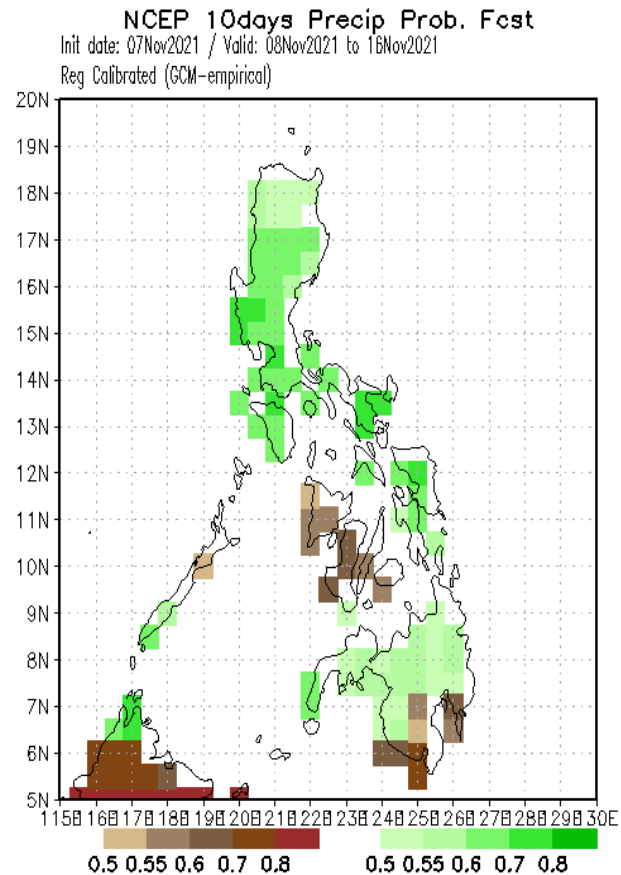 NCEP 10days Precip Prob. Fcst
Init date: 07Nov2021 / Valid: 08Nov2021 to 16Nov2021
Reg Calibrated (GCM-empirical)
20N
19N
18N
17N
16N
15N
14N
13N
12N
11N
10N
9N
8N
7N
6N
5N
115E 116E 117E 118E 119E 120E 121E 122E 123E 124E 125E 126E 127E 128E 129E 130E
0.5 0.55 0.6 0.7 0.8 0.5 0.55 0.6 0.7 0.8